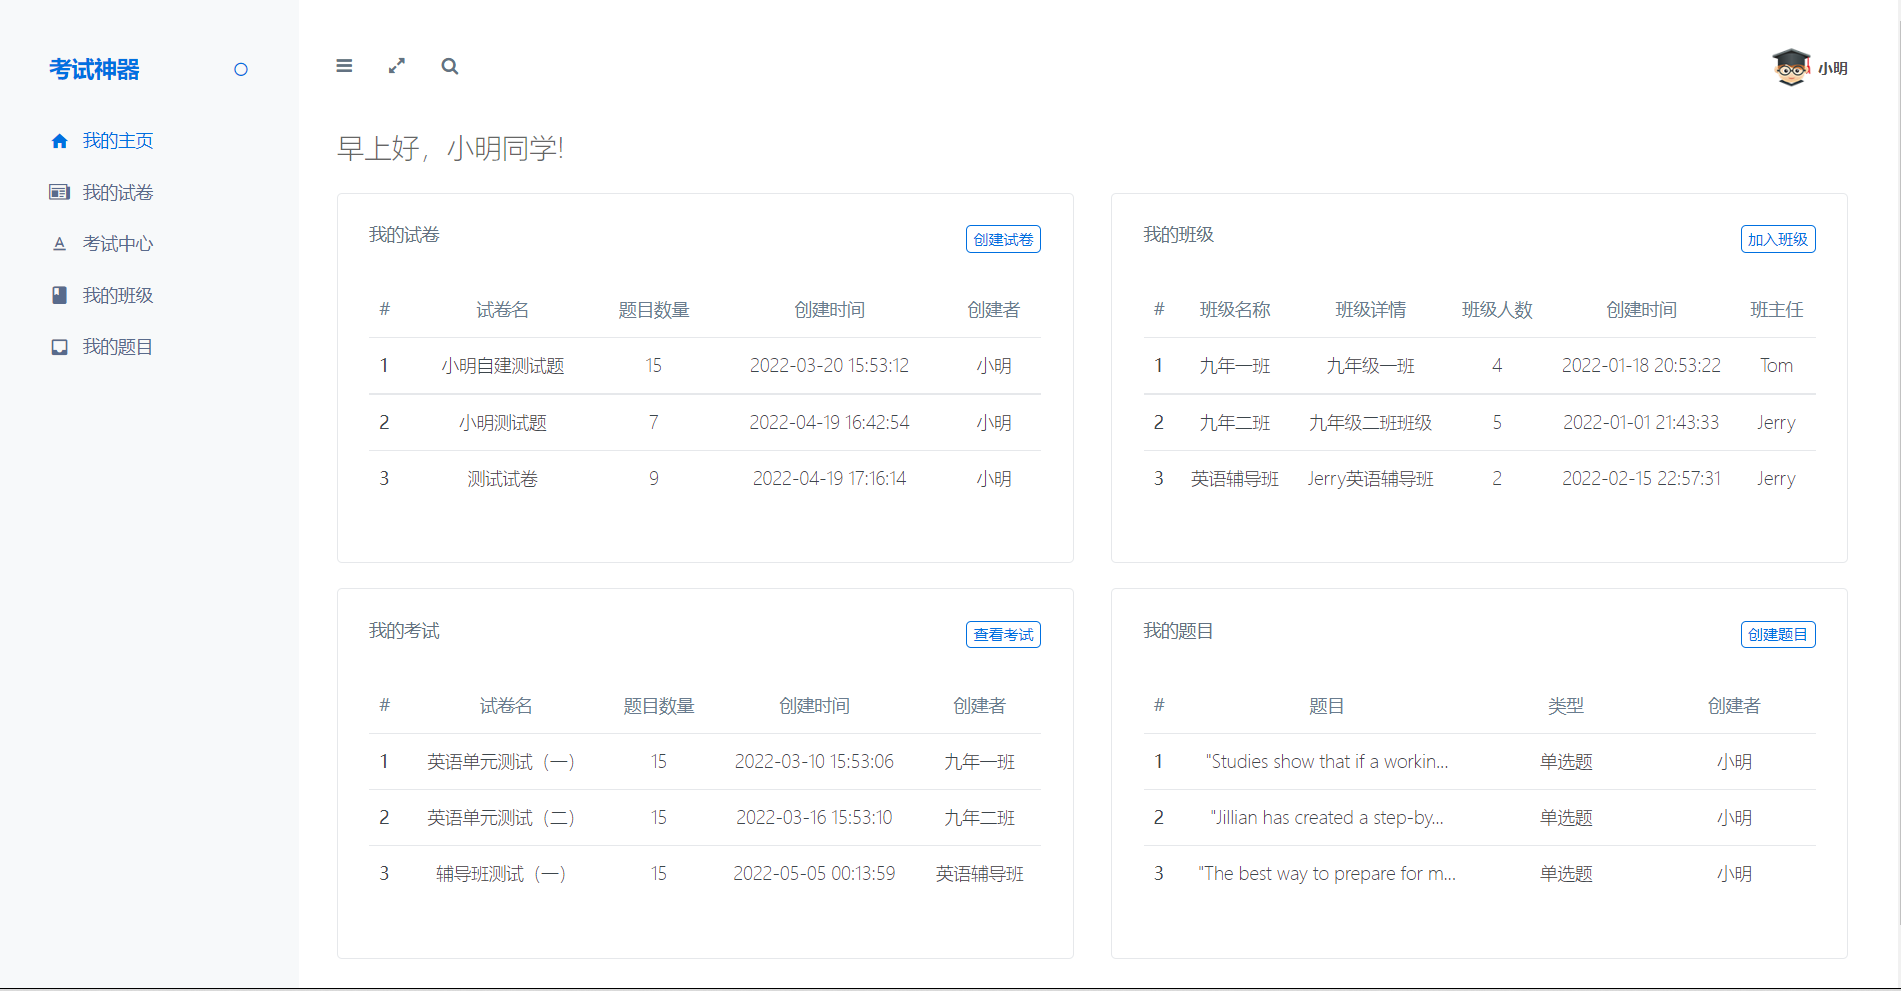 考试神器
我的主页
我的试卷
考试中心
我的班级
我的题目
小明
早上好，小明同学!
我的试卷 创建试卷
# 试卷名 题目数量 创建时间 创建者
1 小明自建测试题 15 2022-03-20 15:53:12 小明
2 小明测试题 7 2022-04-19 16:42:54 小明
3 测试试卷 9 2022-04-19 17:16:14 小明
我的班级 加入班级
# 班级名称 班级详情 班级人数 创建时间 班主任
1 九年一班 九年级一班 4 2022-01-18 20:53:22 Tom
2 九年二班 九年级二班班级 5 2022-01-01 21:43:33 Jerry
3 英语辅导班 Jerry英语辅导班 2 2022-02-15 22:57:31 Jerry
我的考试 查看考试
# 试卷名 题目数量 创建时间 创建者
1 英语单元测试（一） 15 2022-03-10 15:53:06 九年一班
2 英语单元测试（二） 15 2022-03-16 15:53:10 九年二班
3 辅导班测试（一） 15 2022-05-05 00:13:59 英语辅导班
我的题目 创建题目
# 题目 类型 创建者
1 "Studies show that if a workin... 单选题 小明
2 "Jillian has created a step-by... 单选题 小明
3 "The best way to prepare for m... 单选题 小明